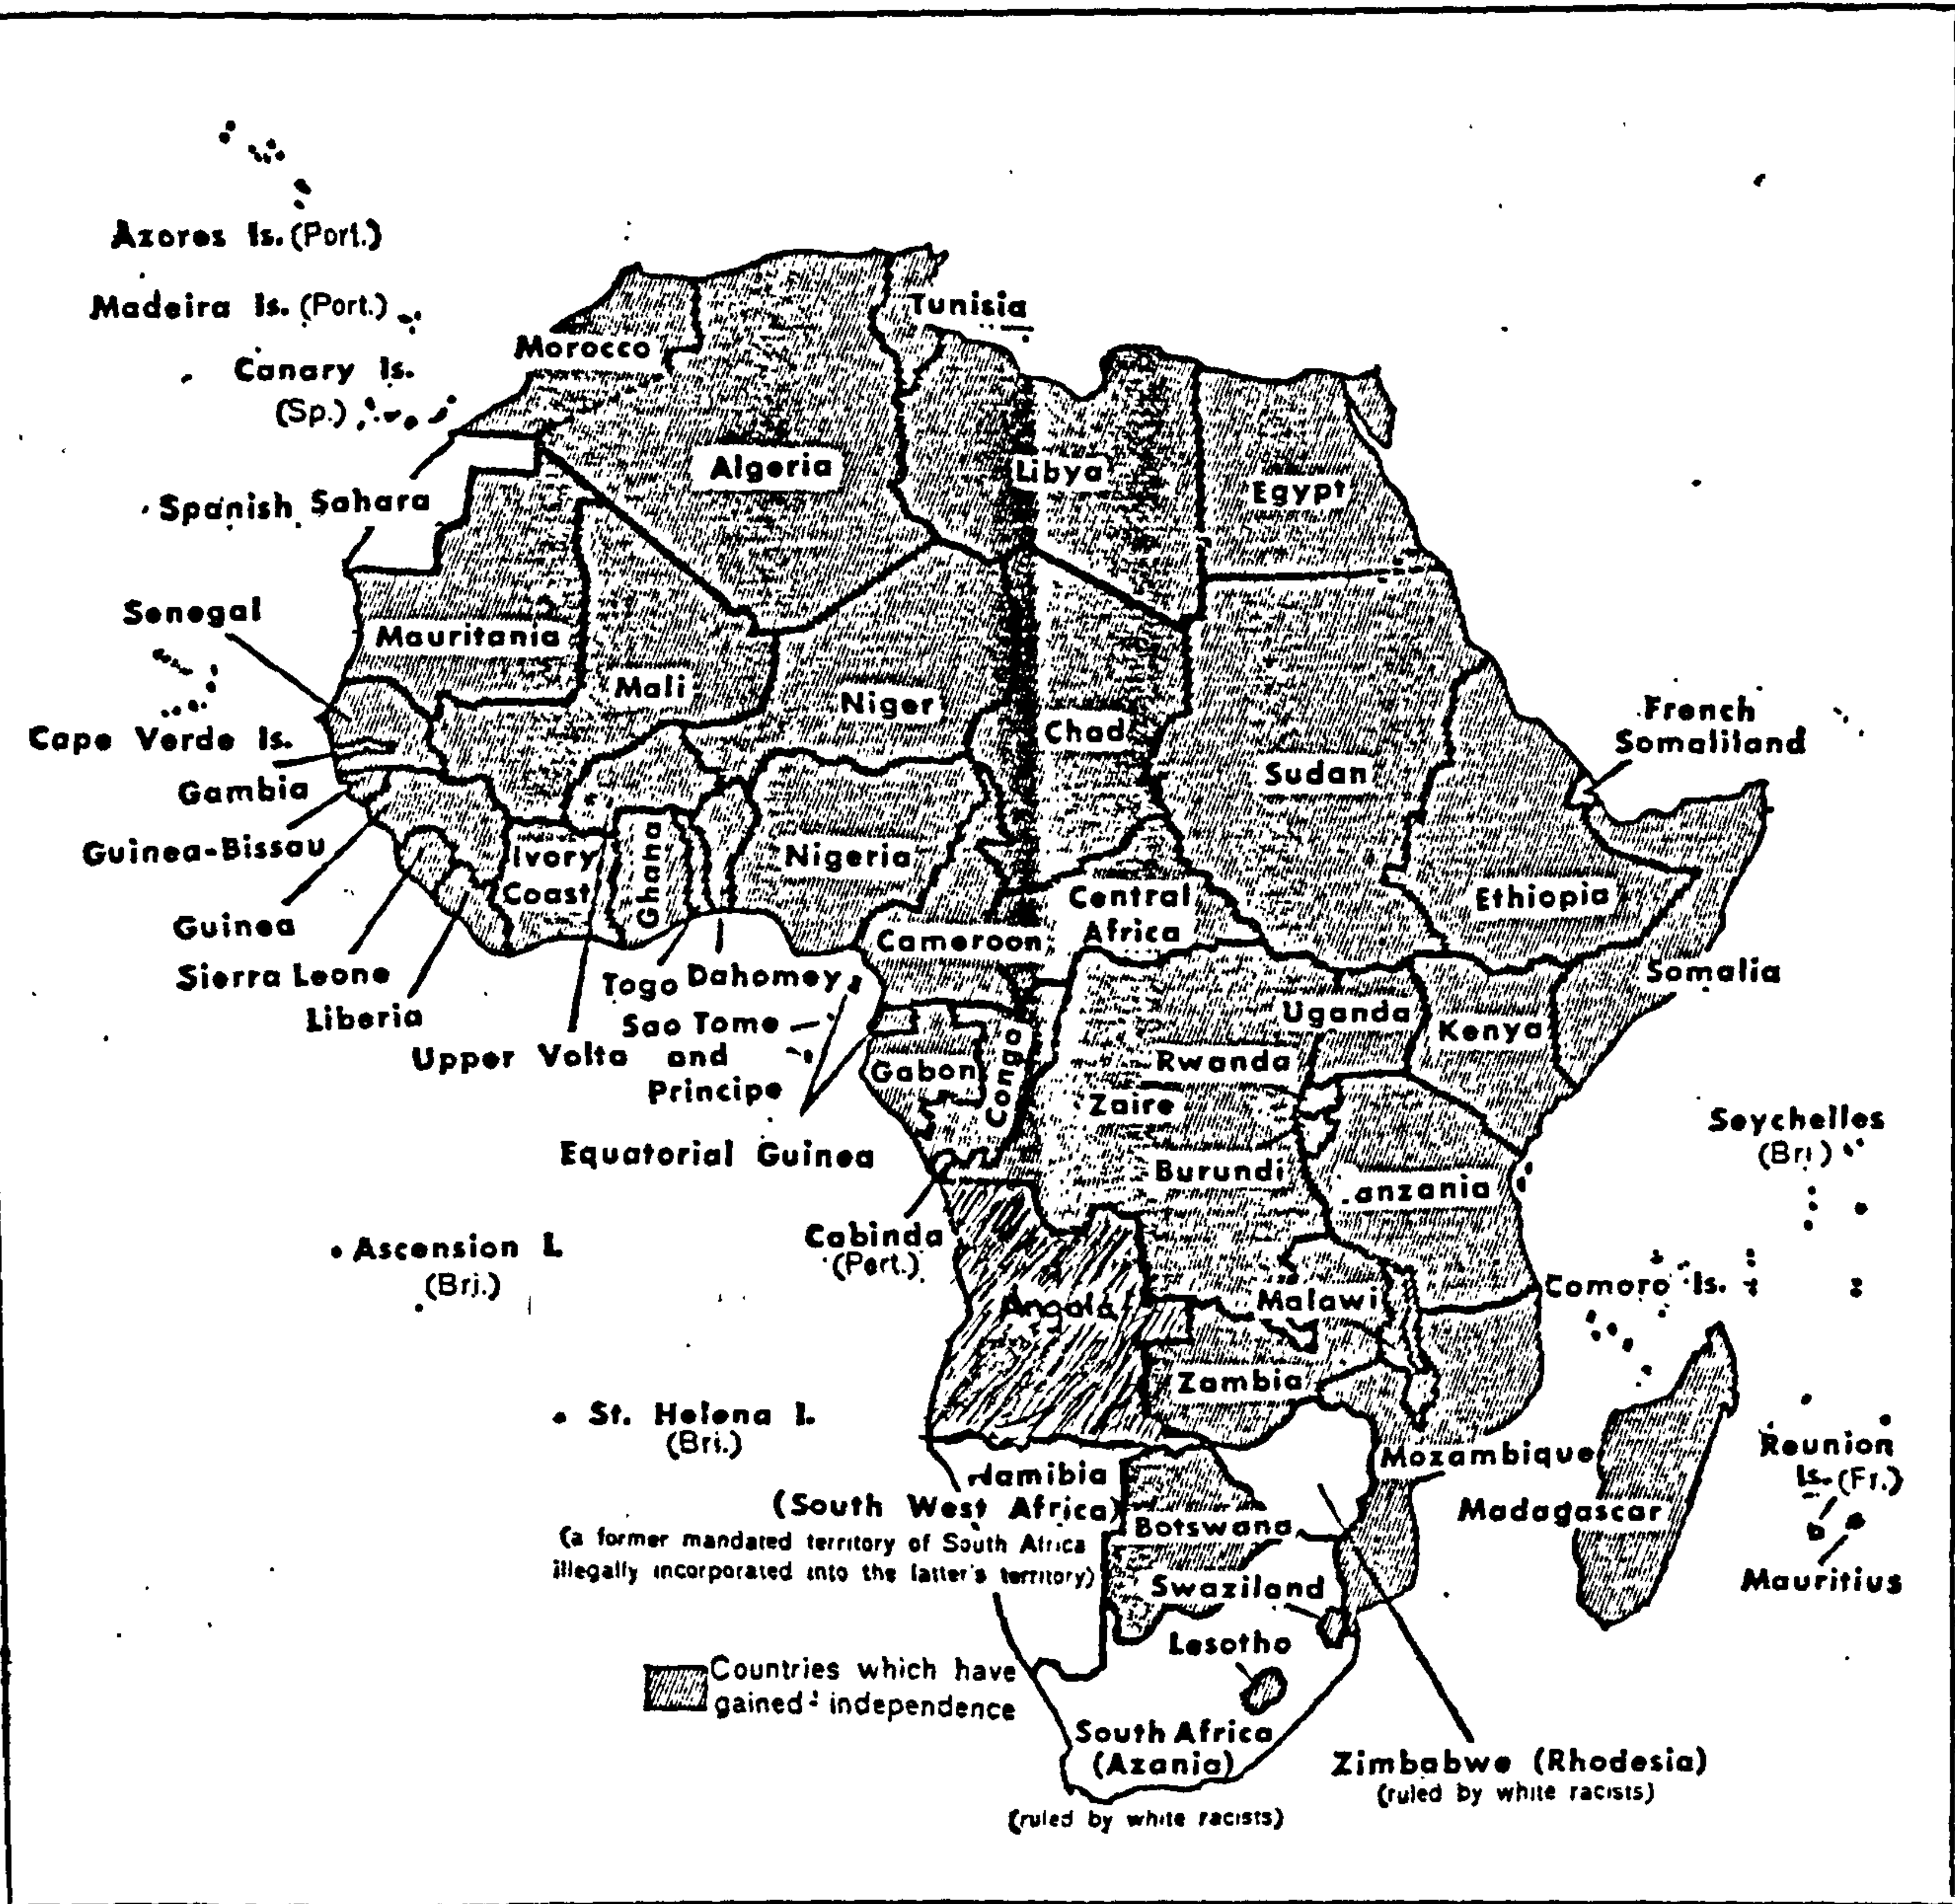 Azores Is. (Port.)
Madeira Is. (Port.)
Canary Is.
(Sp.)
Tunisia
Morocco
Algeria
Libya
Egypt
Spanish Sahara
Senegal
Mauritania
Mali
Niger
Chad
Sudan
French
Somaliland
Cape Verde Is.
Gambia
Guinea-Bissau
Guinea
Sierra Leone
Liberia
Ivory
Coast
Ghana
Nigeria
Togo
Dahomey
Upper Volta
Cameroon
Central
Africa
Ethiopia
Somalia
Sao Tome
and
Principe
Equatorial Guinea
Gabon
Congo
Uganda
Kenya
Rwanda
Zaire
Burundi
.anzania
Seychelles
(Bri)
Cabinda
(Port.)
Ascension I.
(Bri.)
Angola
Malawi
Comoro Is.
Zambia
St. Helena I.
(Bri.)
Mozambique
Madagascar
Reunion
Is. (Fr.)
Mauritius
Namibia
(South West Africa)
(a former mandated territory of South Africa
illegally incorporated into the latter's territory)
Botswana
Swaziland
Lesotho
Countries which have
gained independence
South Africa
(Azania)
(ruled by white racists)
Zimbabwe (Rhodesia)
(ruled by white racists)